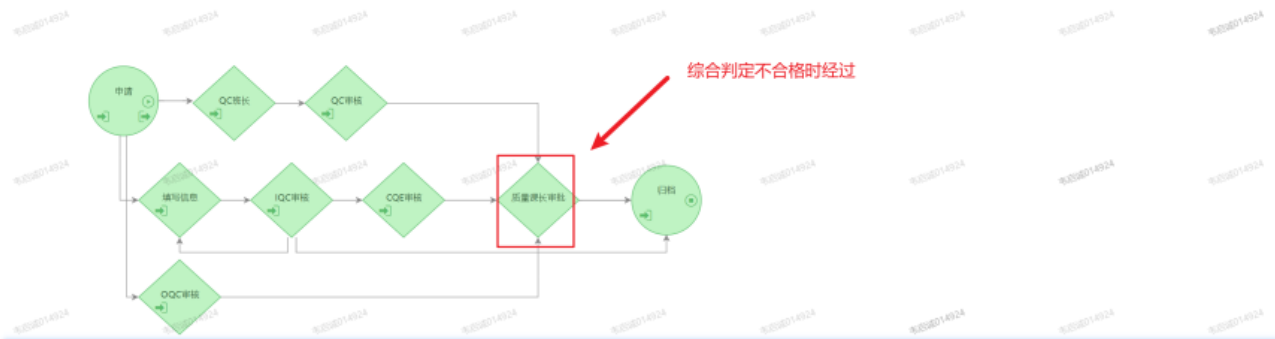 综合判定不合格时经过
申请
QC班长
QC审核
填写信息
IQC审核
CQE审核
质量课长审批
归档
OQC审核